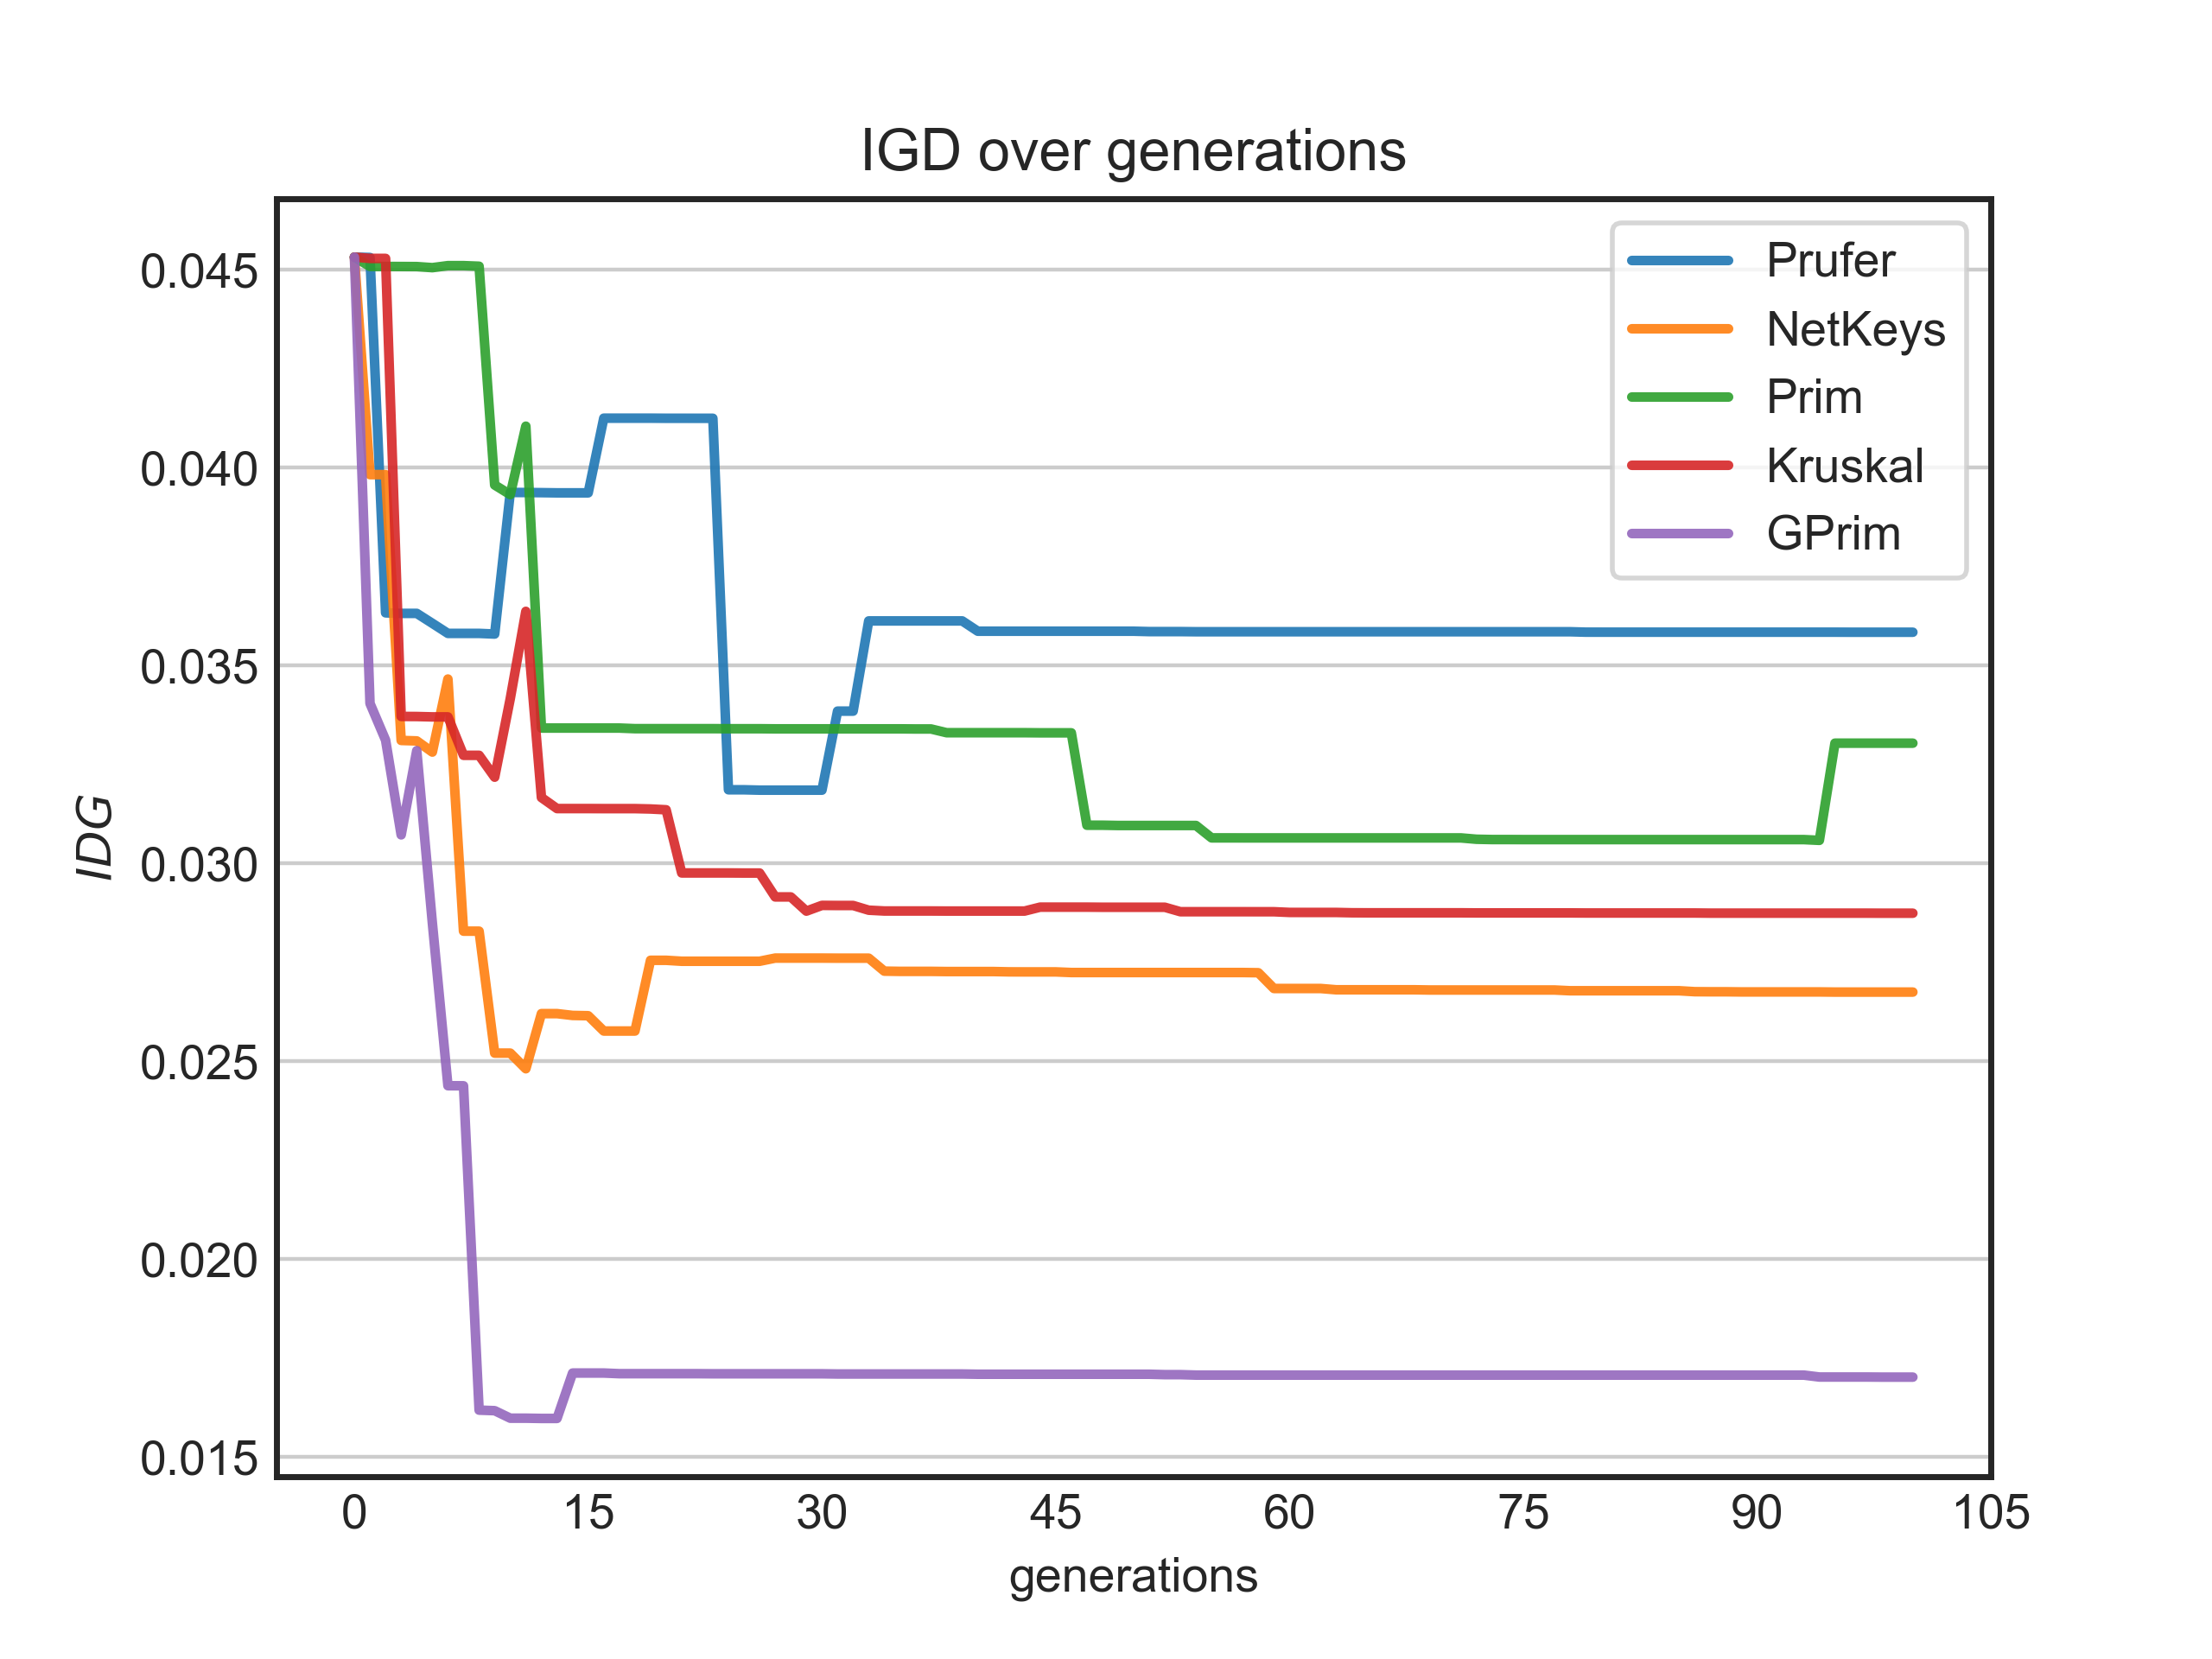 IGD over generations
Prufer
NetKeys
Prim
Kruskal
GPrim
0.045
0.040
0.035
0.030
0.025
0.020
0.015
IDG
0 15 30 45 60 75 90 105
generations